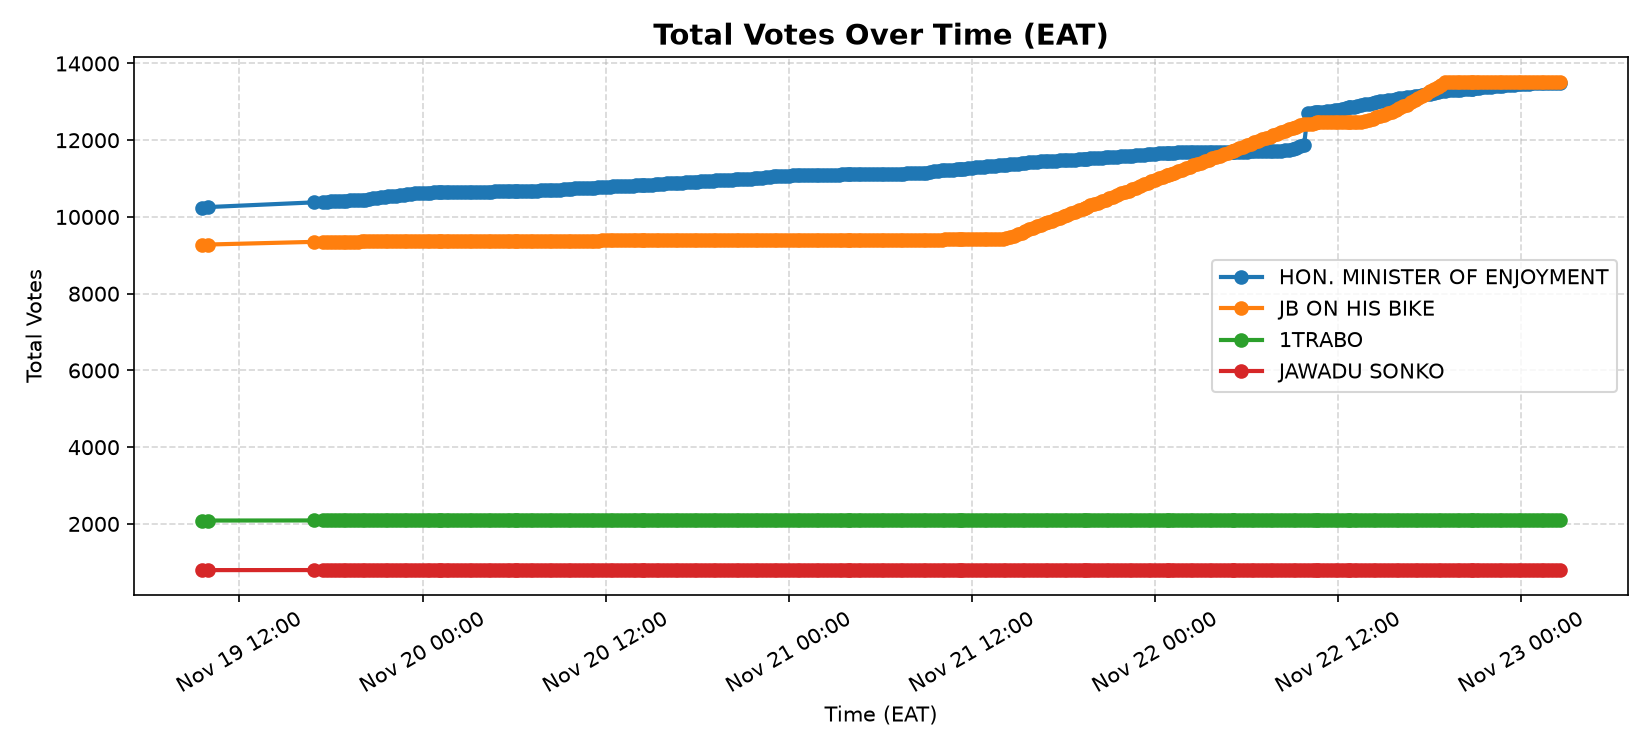 Total Votes Over Time (EAT)
Total Votes
14000
12000
10000
8000
6000
4000
2000
HON. MINISTER OF ENJOYMENT
JB ON HIS BIKE
1TRABO
JAWADU SONKO
Nov 19 12:00
Nov 20 00:00
Nov 20 12:00
Nov 21 00:00
Nov 21 12:00
Nov 22 00:00
Nov 22 12:00
Nov 23 00:00
Time (EAT)